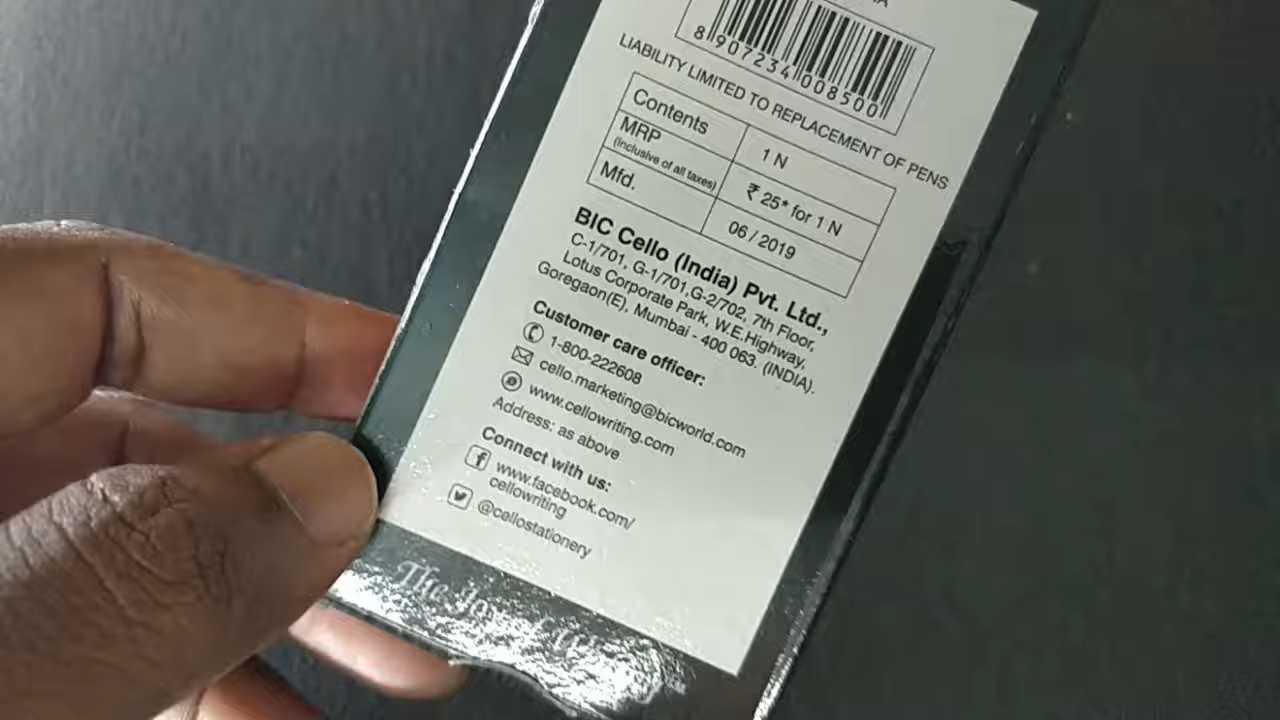 8907234008500
LIABILITY LIMITED TO REPLACEMENT OF PENS
Contents 1 N
MRP ₹ 25* for 1 N
(Inclusive of all taxes)
Mfd. 06 / 2019
BIC Cello (India) Pvt. Ltd.,
C-1/701, G-1/701,G-2/702, 7th Floor,
Lotus Corporate Park, W.E.Highway,
Goregaon(E), Mumbai - 400 063. (INDIA).
Customer care officer:
1-800-222608
cello.marketing@bicworld.com
www.cellowriting.com
Address: as above
Connect with us:
www.facebook.com/
cellowriting
@cellostationery
The